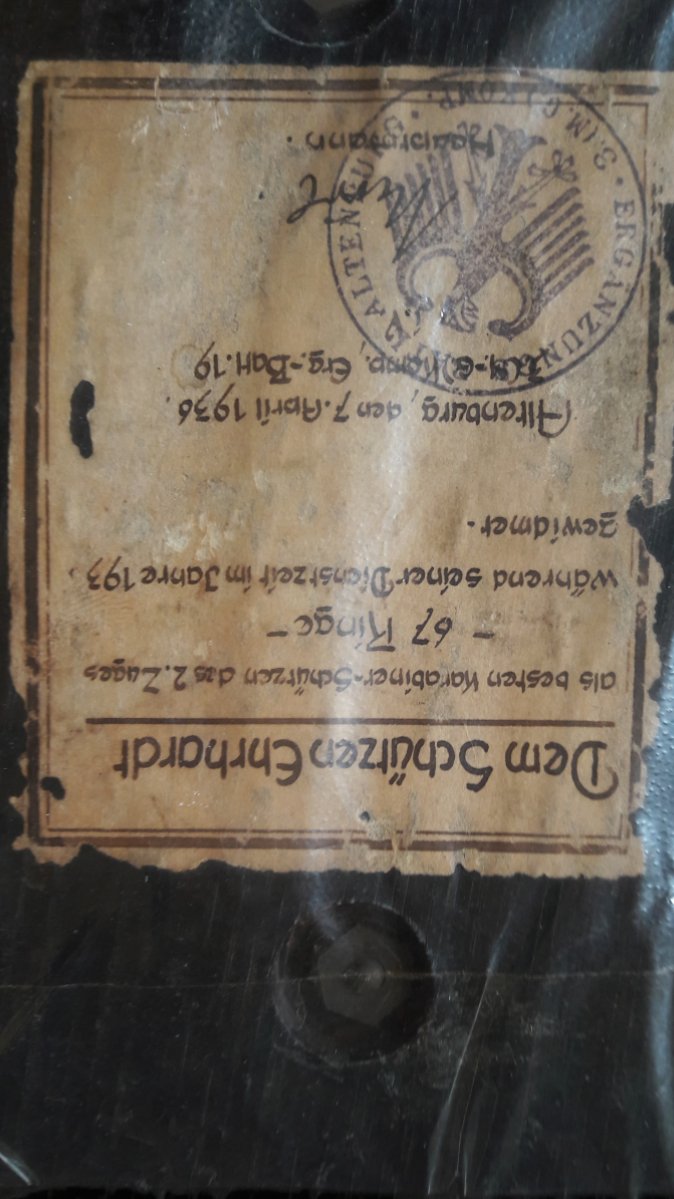 Dem Schützen Ehrhardt
als besten Karabiner-Schützen des 2. Zuges
- 67 Ringe -
während seiner Dienstzeit im Jahre 193
gewidmet.
Altenburg, den 7. April 1936.
Komp. Erg.-Batl. 19
Hauptmann.